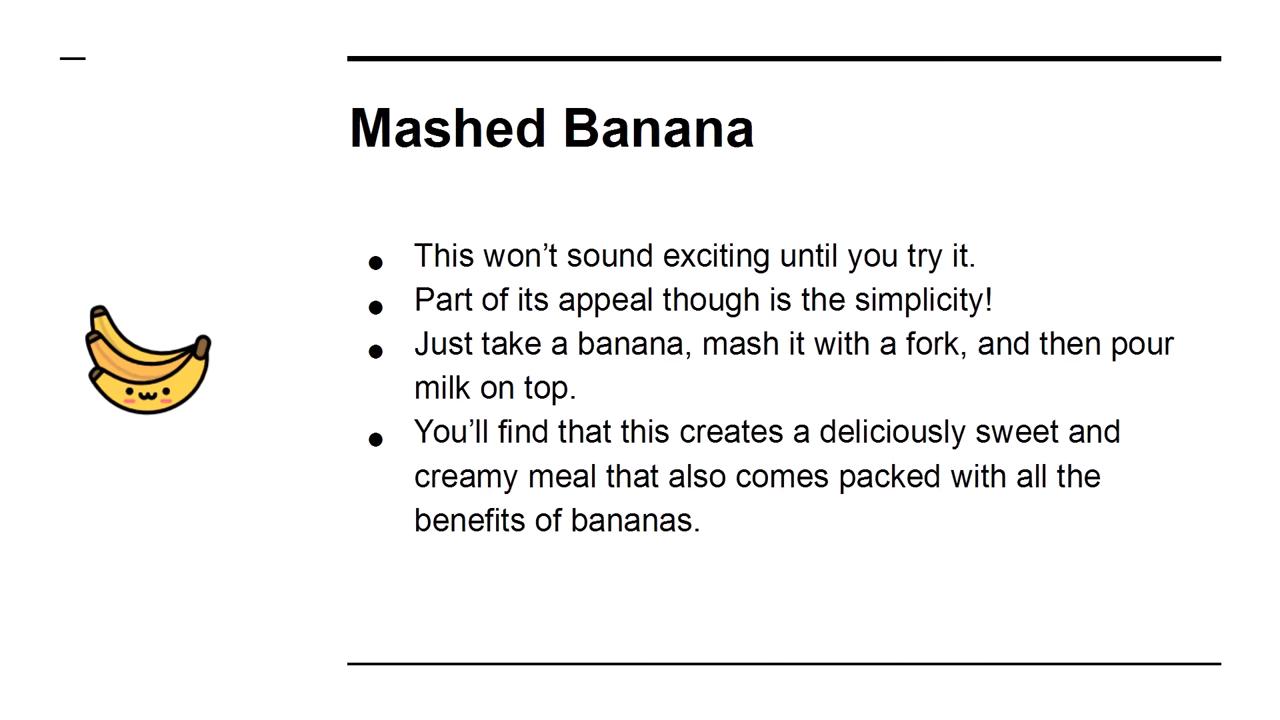 Mashed Banana
● This won’t sound exciting until you try it.
● Part of its appeal though is the simplicity!
● Just take a banana, mash it with a fork, and then pour
milk on top.
● You’ll find that this creates a deliciously sweet and
creamy meal that also comes packed with all the
benefits of bananas.